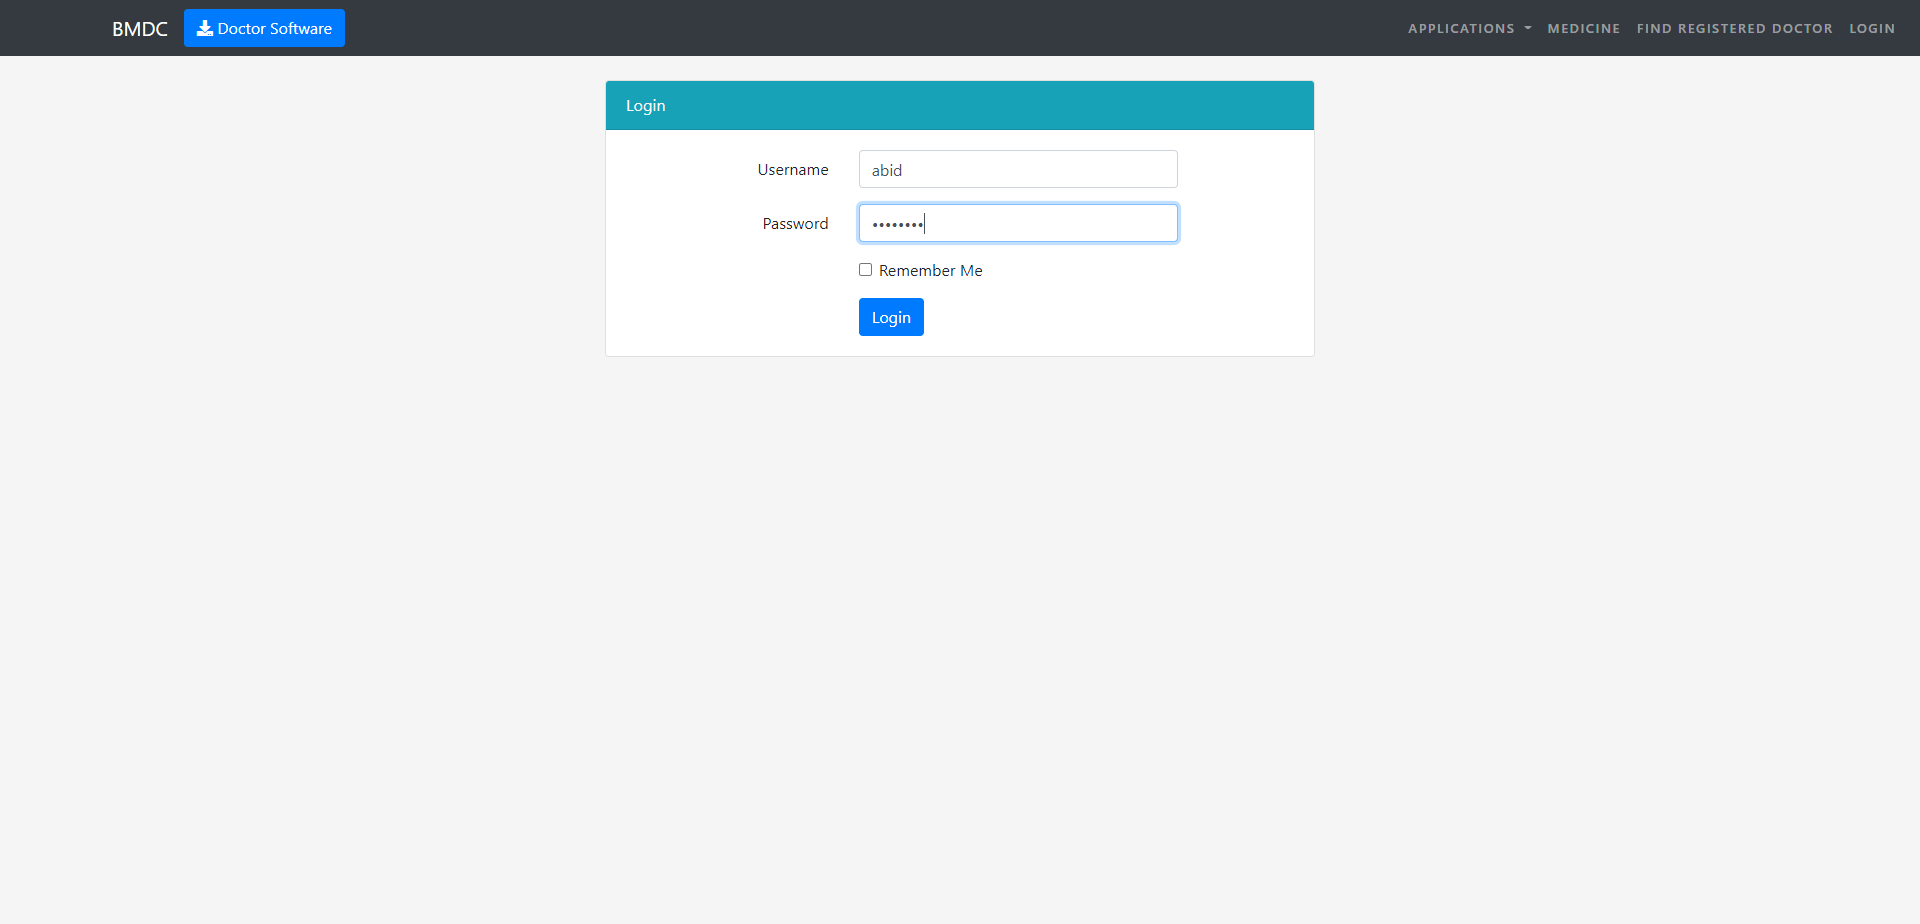 BMDC Doctor Software APPLICATIONS MEDICINE FIND REGISTERED DOCTOR LOGIN
Login
Username abid
Password ••••••••
Remember Me
Login